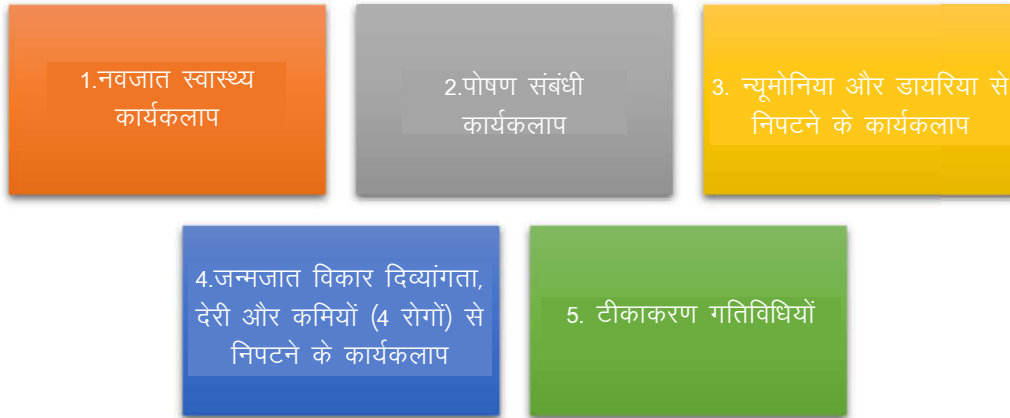 1.नवजात स्वास्थ्य
कार्यकलाप
2.पोषण संबंधी
कार्यकलाप
3. न्यूमोनिया और डायरिया से
निपटने के कार्यकलाप
4.जन्मजात विकार दिव्यांगता,
देरी और कमियों (4 रोगों) से
निपटने के कार्यकलाप
5. टीकाकरण गतिविधियों